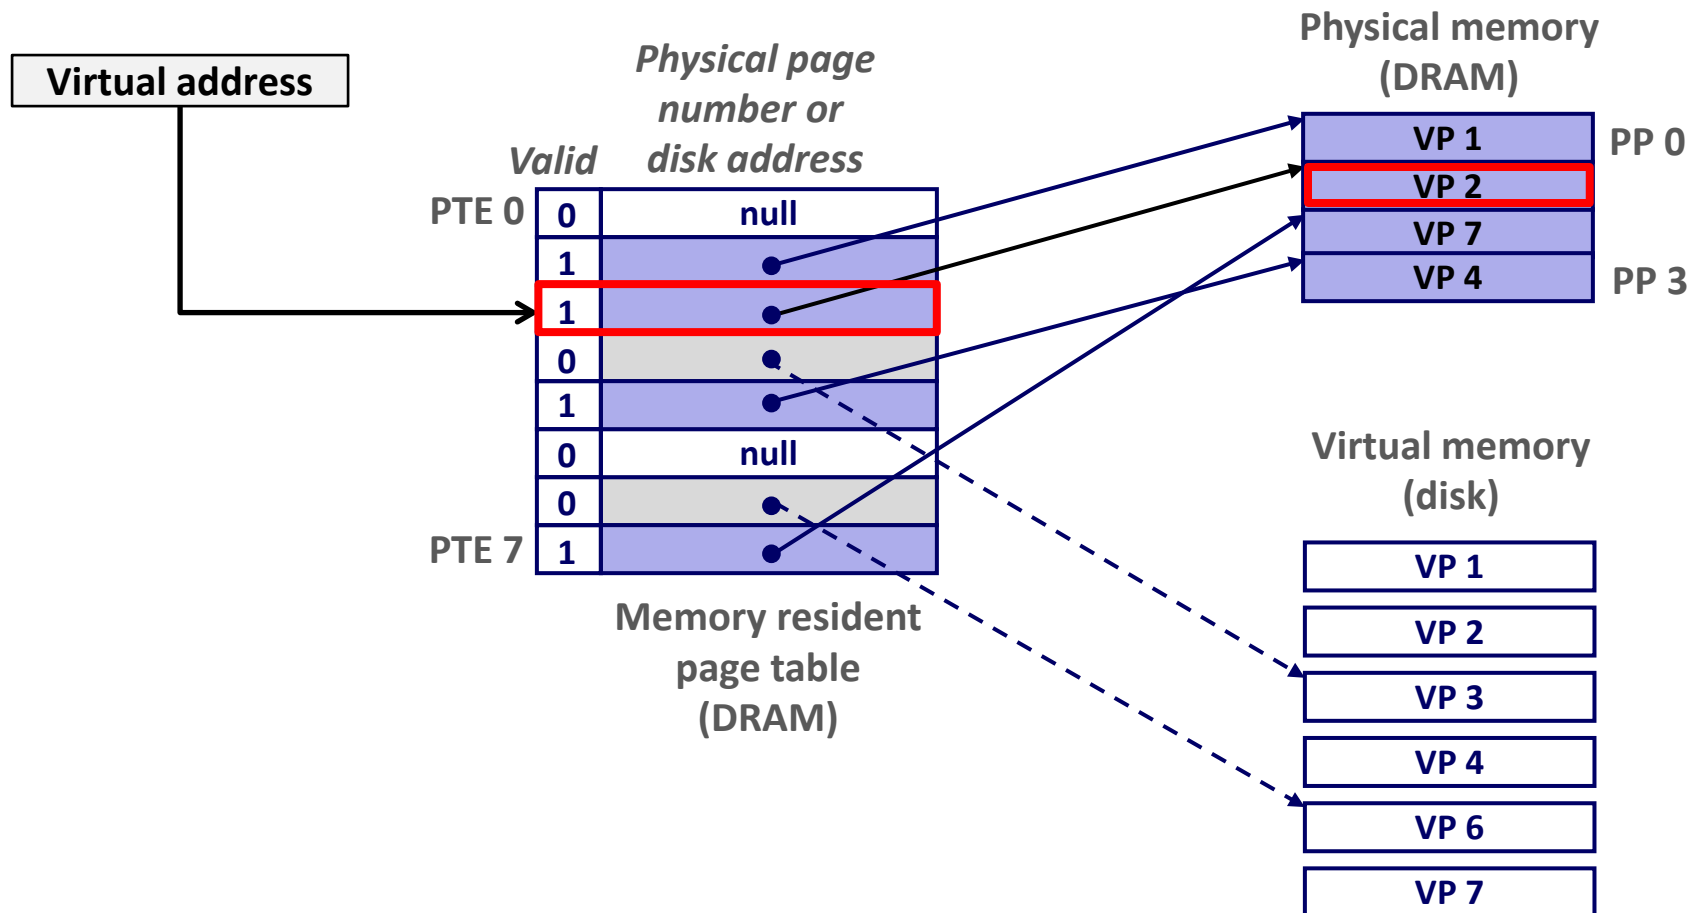 Virtual address
Physical page
number or
disk address
Valid
PTE 0
0
null
1
1
0
1
0
null
0
PTE 7
1
Memory resident
page table
(DRAM)
Physical memory
(DRAM)
VP 1
PP 0
VP 2
VP 7
VP 4
PP 3
Virtual memory
(disk)
VP 1
VP 2
VP 3
VP 4
VP 6
VP 7